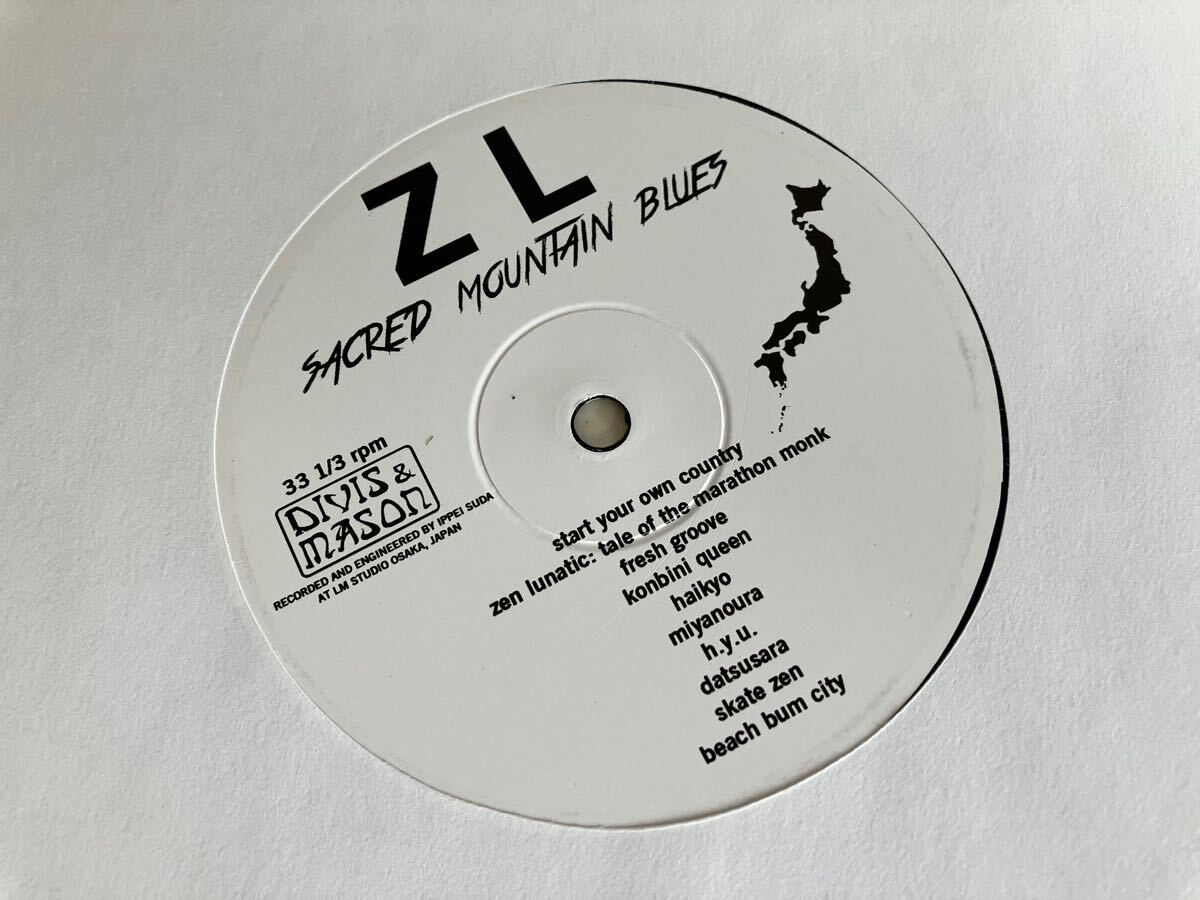 Z L
SACRED MOUNTAIN BLUES
33 1/3 rpm
DIVIS &
MASON
RECORDED AND ENGINEERED BY IPPEI SUDA
AT LM STUDIO OSAKA, JAPAN
start your own country
zen lunatic: tale of the marathon monk
fresh groove
konbini queen
haikyo
miyanoura
h.y.u.
datsusara
skate zen
beach bum city